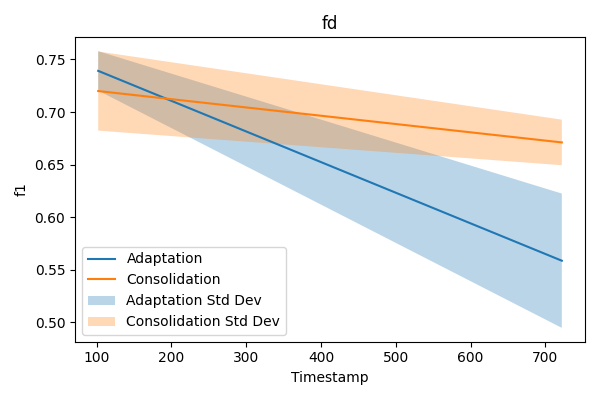 fd
0.75
0.70
0.65
0.60
0.55
0.50
f1
Adaptation
Consolidation
Adaptation Std Dev
Consolidation Std Dev
100 200 300 400 500 600 700
Timestamp